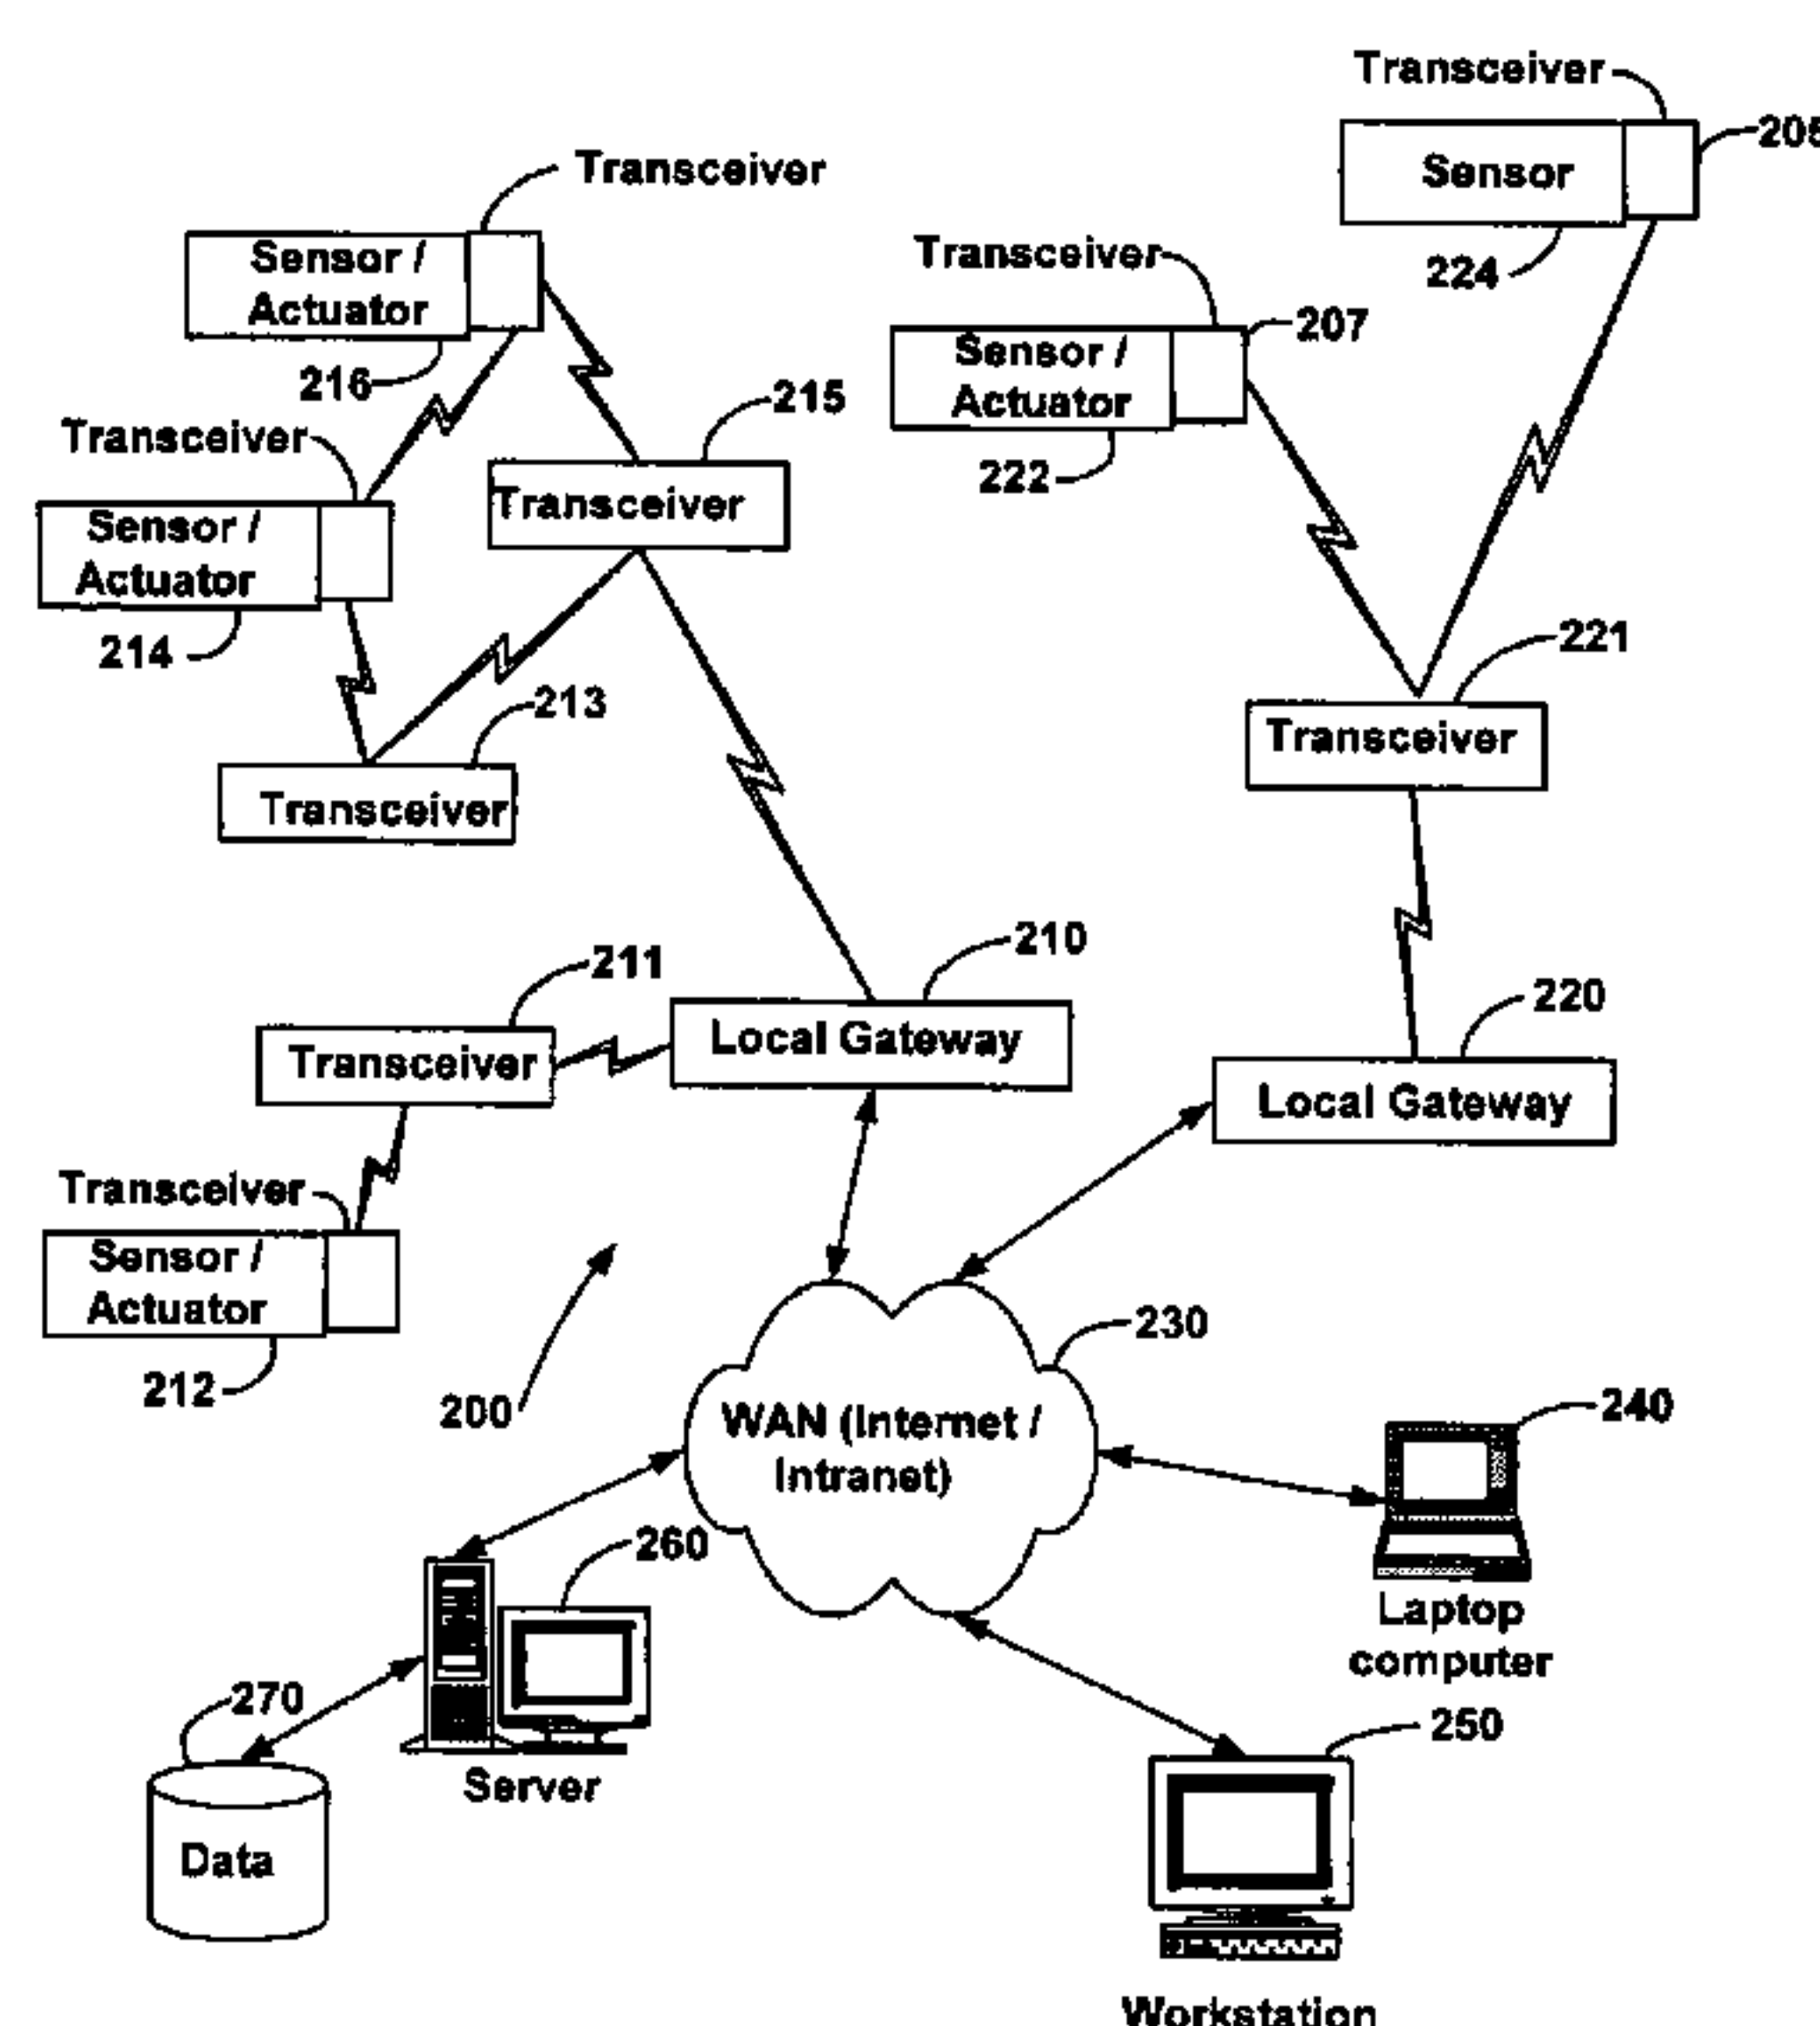 Transceiver
Sensor
224
Transceiver
Sensor /
Actuator
216
Transceiver
Sensor /
Actuator
207
222
215
Transceiver
Transceiver
Sensor /
Actuator
214
213
Transceiver
221
Transceiver
210
Local Gateway
211
Transceiver
220
Local Gateway
Transceiver
Sensor /
Actuator
212
200
230
WAN (Internet /
Intranet)
240
Laptop
computer
260
Server
270
Data
250
Workstation